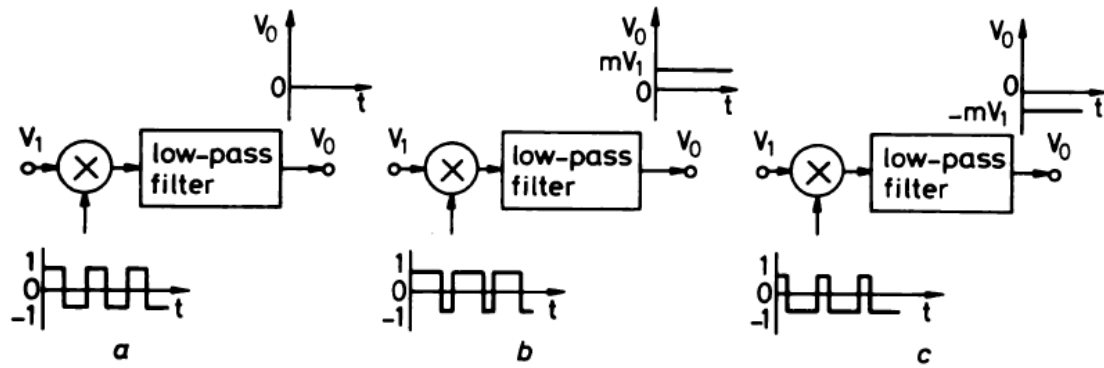 V₀
0
t
V₁
V₀
low-pass
filter
1
0
-1
t
a
V₀
mV₁
0
t
V₁
V₀
low-pass
filter
1
0
-1
t
b
V₀
0
-mV₁
t
V₁
V₀
low-pass
filter
1
0
-1
t
c